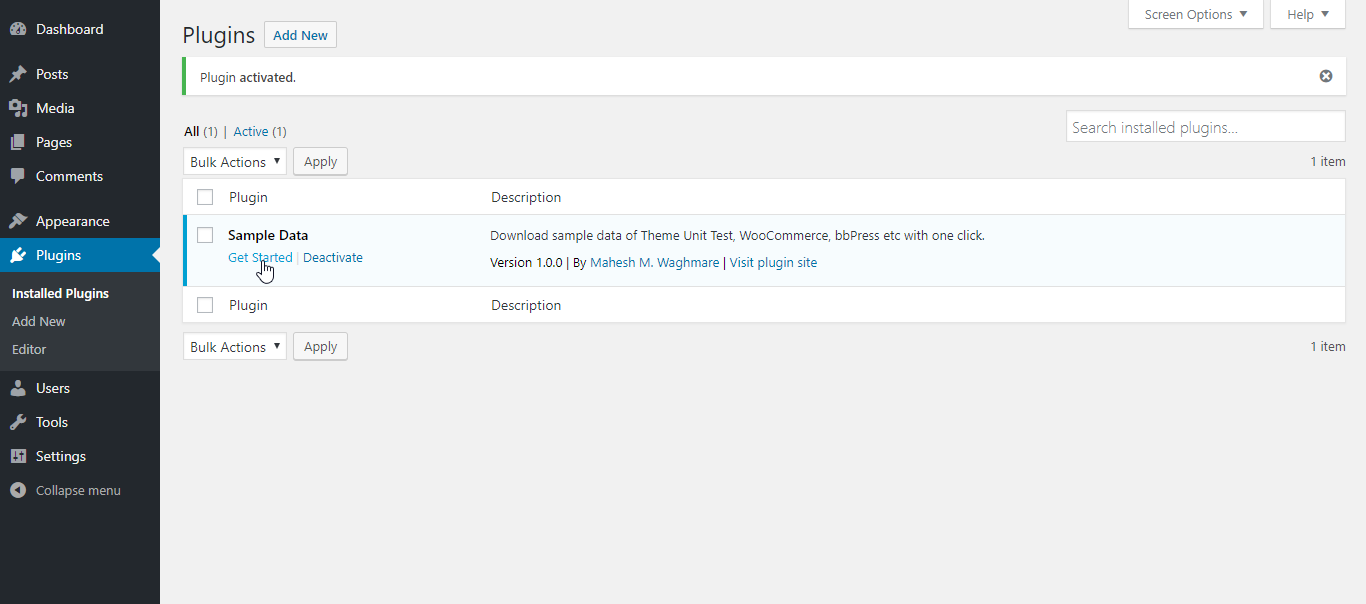 Dashboard
Posts
Media
Pages
Comments
Appearance
Plugins
Installed Plugins
Add New
Editor
Users
Tools
Settings
Collapse menu
Screen Options ▼
Help ▼
Plugins Add New
Plugin activated.
All (1) | Active (1)
Search installed plugins...
Bulk Actions ▼ Apply
1 item
Plugin Description
Sample Data Download sample data of Theme Unit Test, WooCommerce, bbPress etc with one click.
Get Started | Deactivate Version 1.0.0 | By Mahesh M. Waghmare | Visit plugin site
Plugin Description
Bulk Actions ▼ Apply
1 item